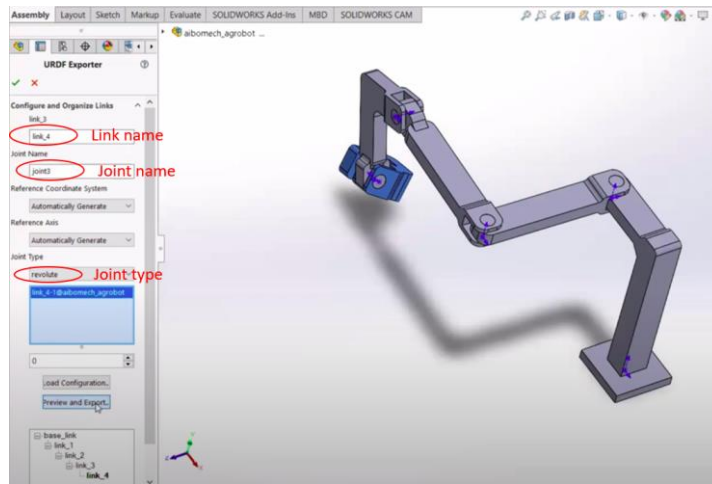 Assembly Layout Sketch Markup Evaluate SOLIDWORKS Add-Ins MBD SOLIDWORKS CAM
aibomech_agrobot ...
URDF Exporter
Configure and Organize Links
link_3
link_4 Link name
Joint Name
joint3 Joint name
Reference Coordinate System
Automatically Generate
Reference Axis
Automatically Generate
Joint Type
revolute Joint type
link_4-1@aibomech_agrobot
0
Load Configuration...
Preview and Export...
base_link
link_1
link_2
link_3
link_4